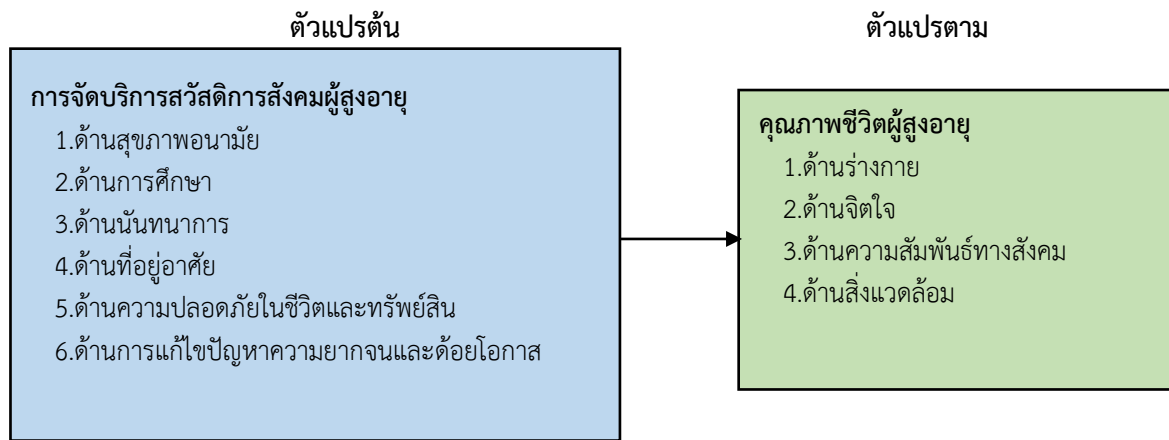 ตัวแปรต้น
ตัวแปรตาม
การจัดบริการสวัสดิการสังคมผู้สูงอายุ
1.ด้านสุขภาพอนามัย
2.ด้านการศึกษา
3.ด้านนันทนาการ
4.ด้านที่อยู่อาศัย
5.ด้านความปลอดภัยในชีวิตและทรัพย์สิน
6.ด้านการแก้ไขปัญหาความยากจนและด้อยโอกาส
คุณภาพชีวิตผู้สูงอายุ
1.ด้านร่างกาย
2.ด้านจิตใจ
3.ด้านความสัมพันธ์ทางสังคม
4.ด้านสิ่งแวดล้อม